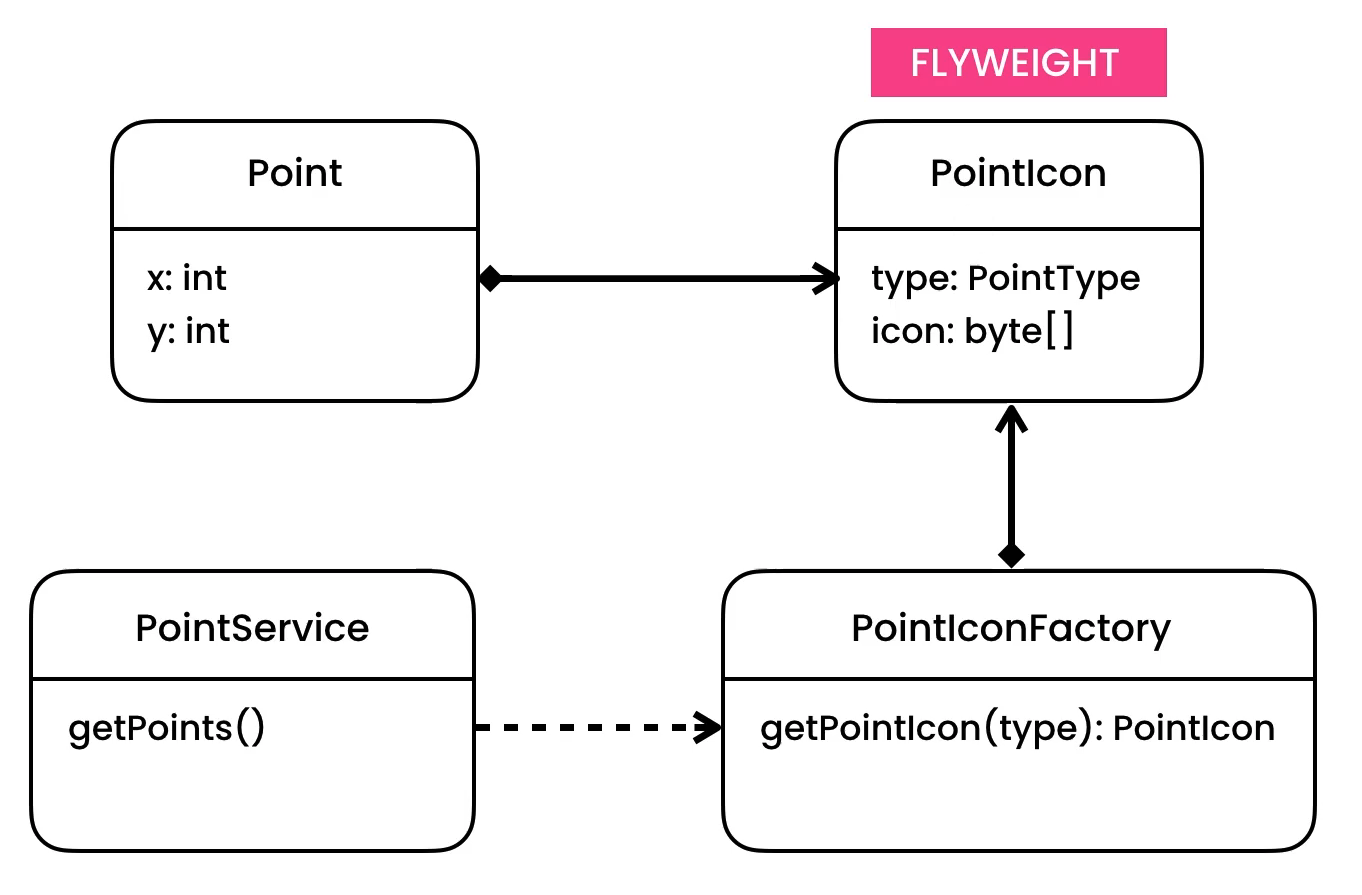 FLYWEIGHT
Point
x: int
y: int
PointIcon
type: PointType
icon: byte[]
PointService
getPoints()
PointIconFactory
getPointIcon(type): PointIcon